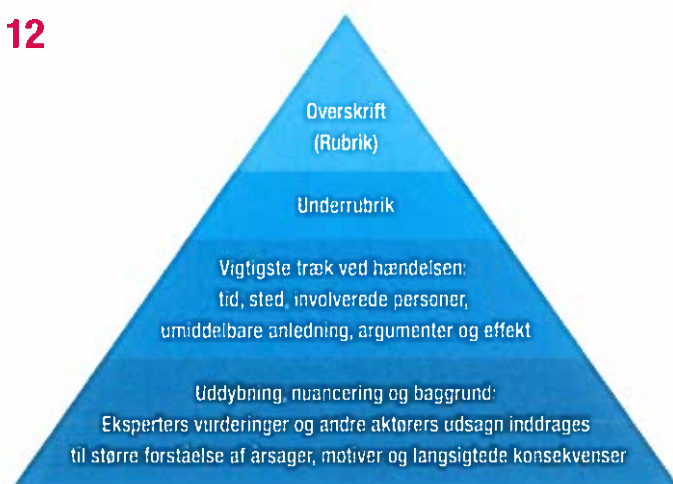 12
Overskrift
(Rubrik)
Underrubrik
Vigtigste træk ved hændelsen:
tid, sted, involverede personer,
umiddelbare anledning, argumenter og effekt
Uddybning, nuancering og baggrund:
Eksperters vurderinger og andre aktørers udsagn inddrages
til større forståelse af årsager, motiver og langsigtede konsekvenser